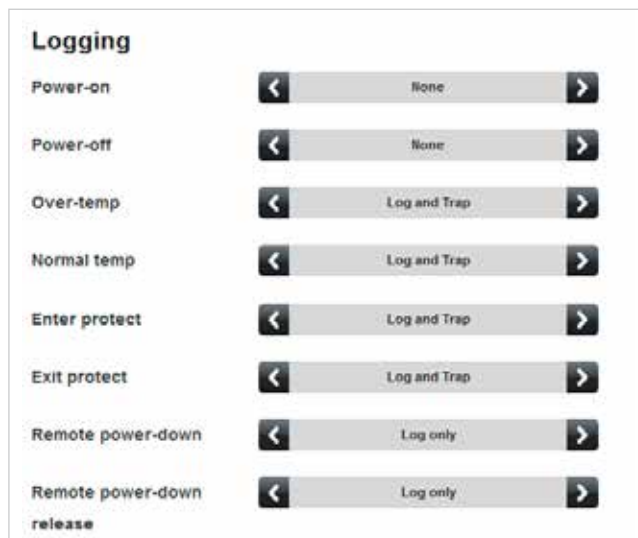 Logging
Power-on None
Power-off None
Over-temp Log and Trap
Normal temp Log and Trap
Enter protect Log and Trap
Exit protect Log and Trap
Remote power-down Log only
Remote power-down Log only
release